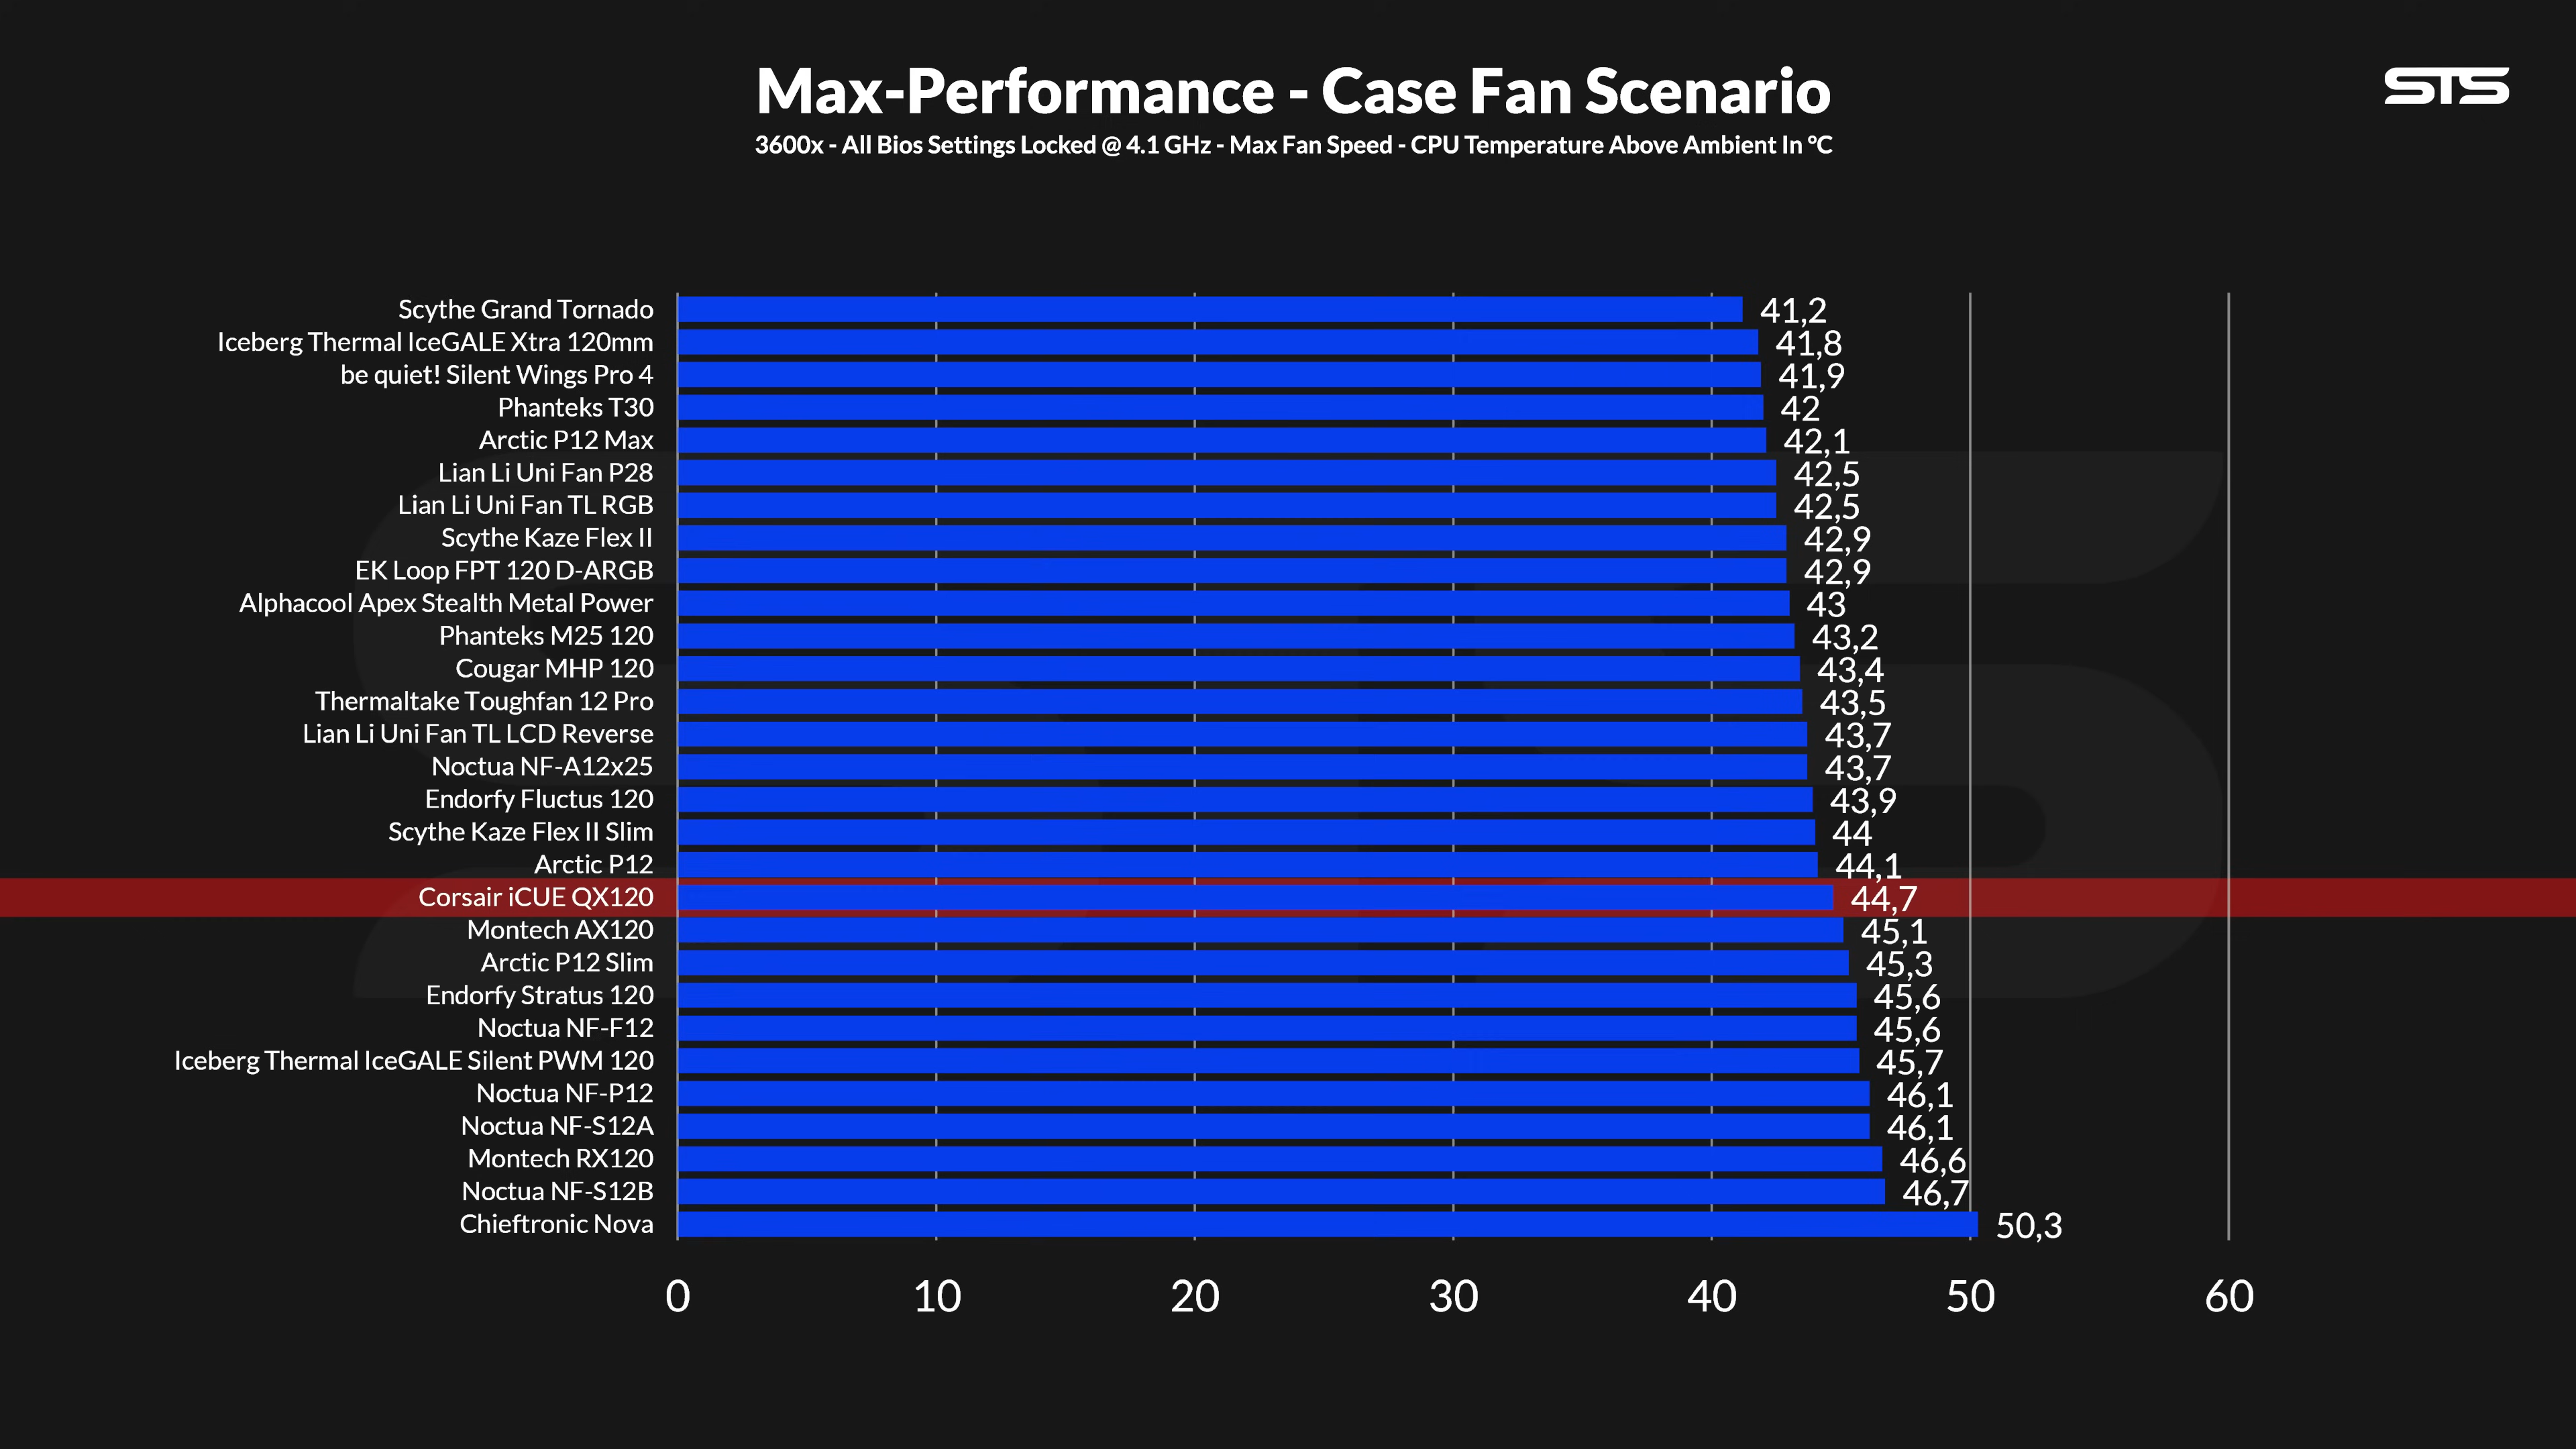 Max-Performance - Case Fan Scenario
STS
3600x - All Bios Settings Locked @ 4.1 GHz - Max Fan Speed - CPU Temperature Above Ambient In °C
Scythe Grand Tornado 41,2
Iceberg Thermal IceGALE Xtra 120mm 41,8
be quiet! Silent Wings Pro 4 41,9
Phanteks T30 42
Arctic P12 Max 42,1
Lian Li Uni Fan P28 42,5
Lian Li Uni Fan TL RGB 42,5
Scythe Kaze Flex II 42,9
EK Loop FPT 120 D-ARGB 42,9
Alphacool Apex Stealth Metal Power 43
Phanteks M25 120 43,2
Cougar MHP 120 43,4
Thermaltake Toughfan 12 Pro 43,5
Lian Li Uni Fan TL LCD Reverse 43,7
Noctua NF-A12x25 43,7
Endorfy Fluctus 120 43,9
Scythe Kaze Flex II Slim 44
Arctic P12 44,1
Corsair iCUE QX120 44,7
Montech AX120 45,1
Arctic P12 Slim 45,3
Endorfy Stratus 120 45,6
Noctua NF-F12 45,6
Iceberg Thermal IceGALE Silent PWM 120 45,7
Noctua NF-P12 46,1
Noctua NF-S12A 46,1
Montech RX120 46,6
Noctua NF-S12B 46,7
Chieftronic Nova 50,3
0 10 20 30 40 50 60